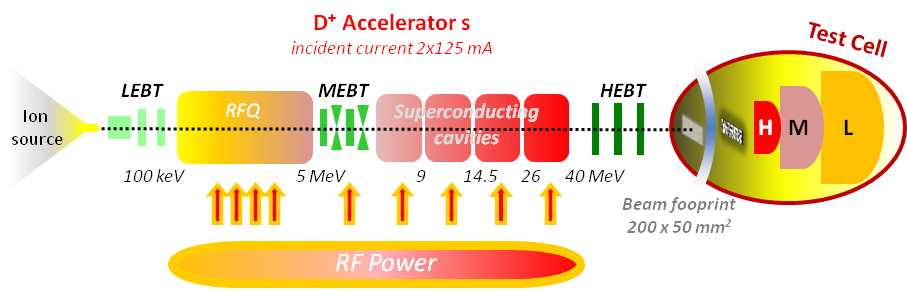 D⁺ Accelerator s
incident current 2x125 mA
Test Cell
LEBT
MEBT
HEBT
Ion
source
RFQ
Superconducting
cavities
H
M
L
100 keV
5 MeV
9
14.5
26
40 MeV
Beam fooprint
200 x 50 mm²
RF Power